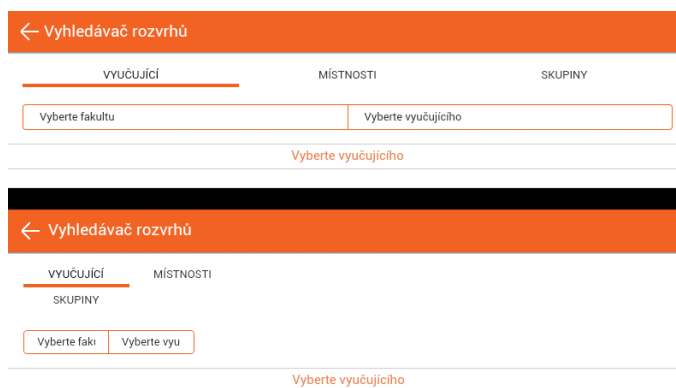 Vyhledávač rozvrhů
VYUČUJÍCÍ MÍSTNOSTI SKUPINY
Vyberte fakultu Vyberte vyučujícího
Vyberte vyučujícího
Vyhledávač rozvrhů
VYUČUJÍCÍ MÍSTNOSTI
SKUPINY
Vyberte faku Vyberte vyu
Vyberte vyučujícího